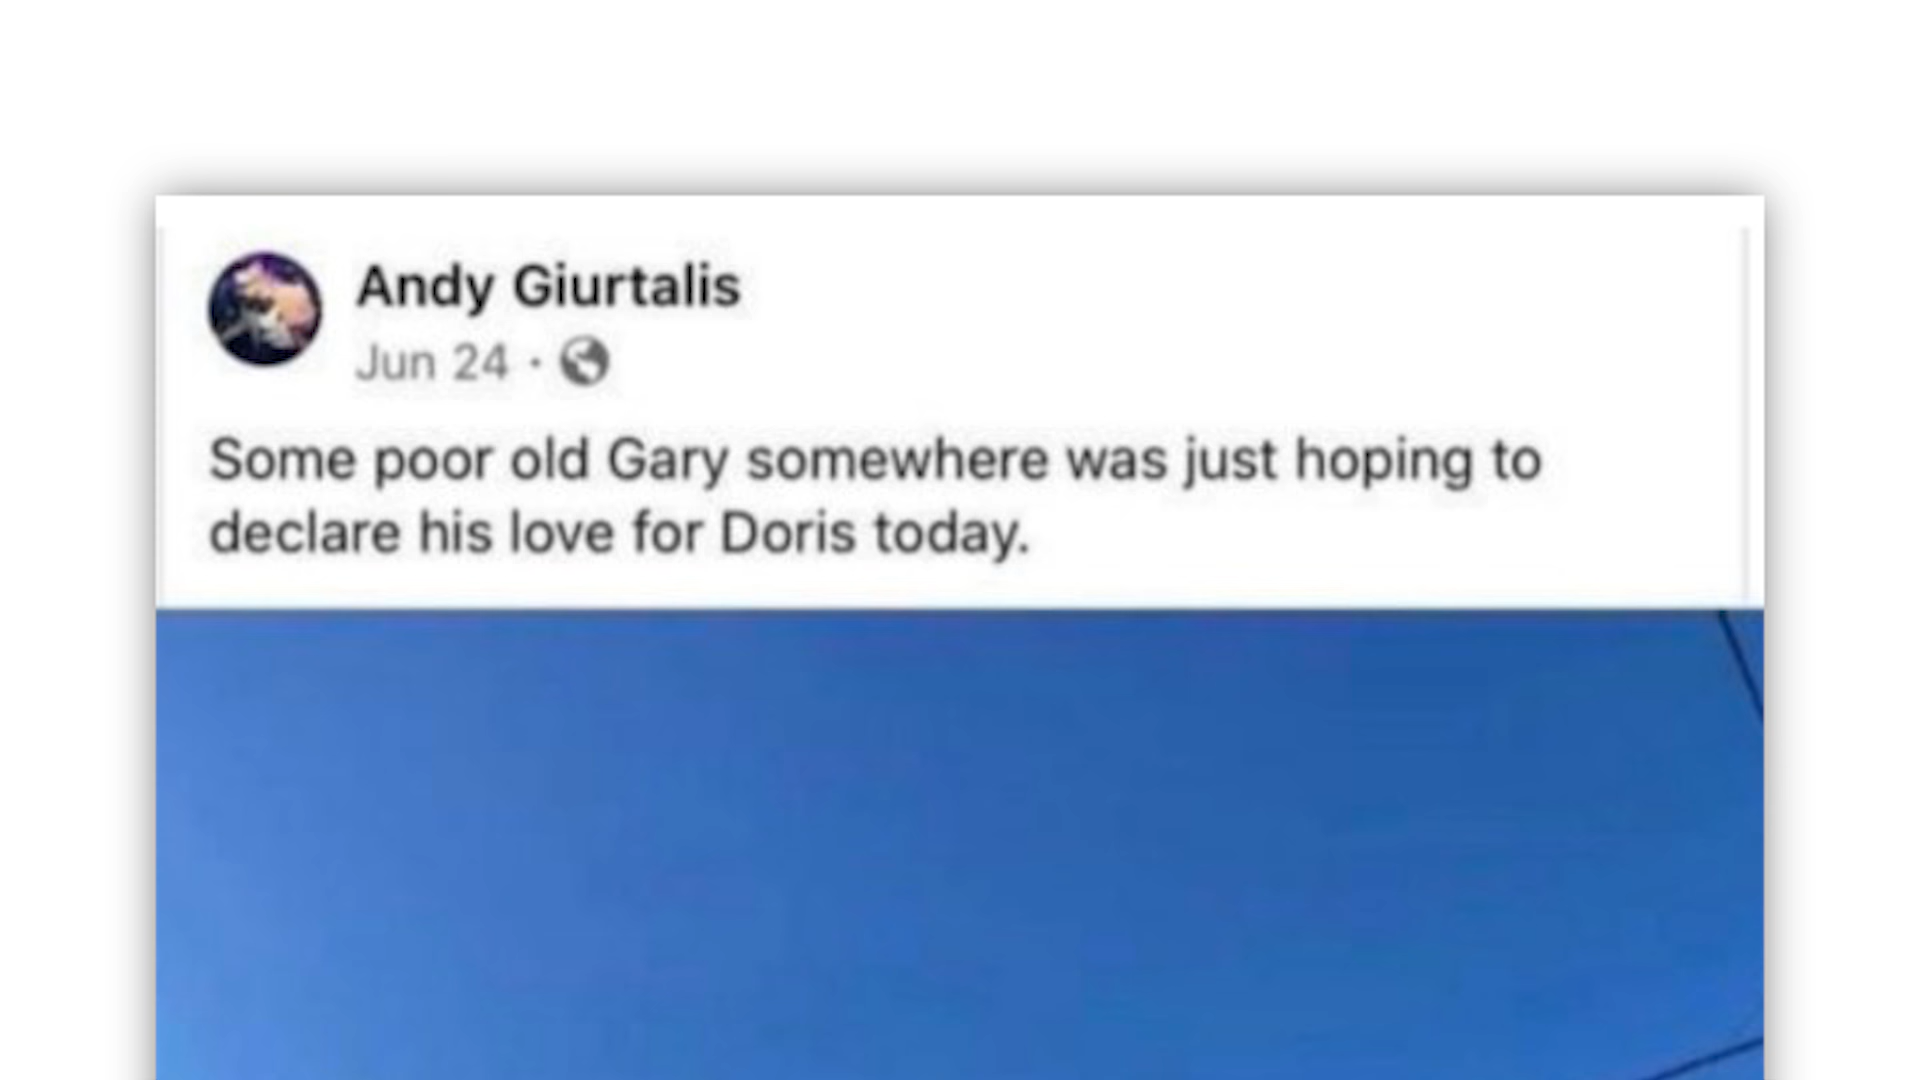 Andy Giurtalis
Jun 24 ·
Some poor old Gary somewhere was just hoping to
declare his love for Doris today.